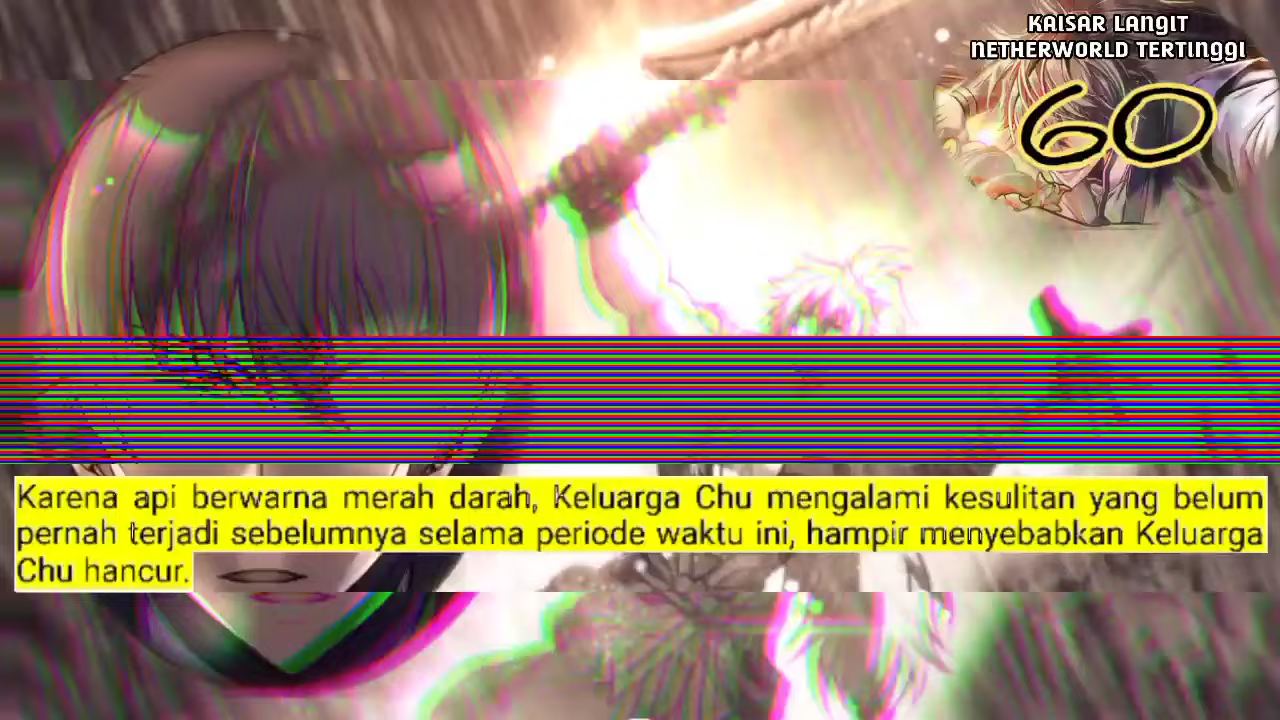 KAISAR LANGIT
NETHERWORLD TERTINGGI
60
Karena api berwarna merah darah, Keluarga Chu mengalami kesulitan yang belum
pernah terjadi sebelumnya selama periode waktu ini, hampir menyebabkan Keluarga
Chu hancur.